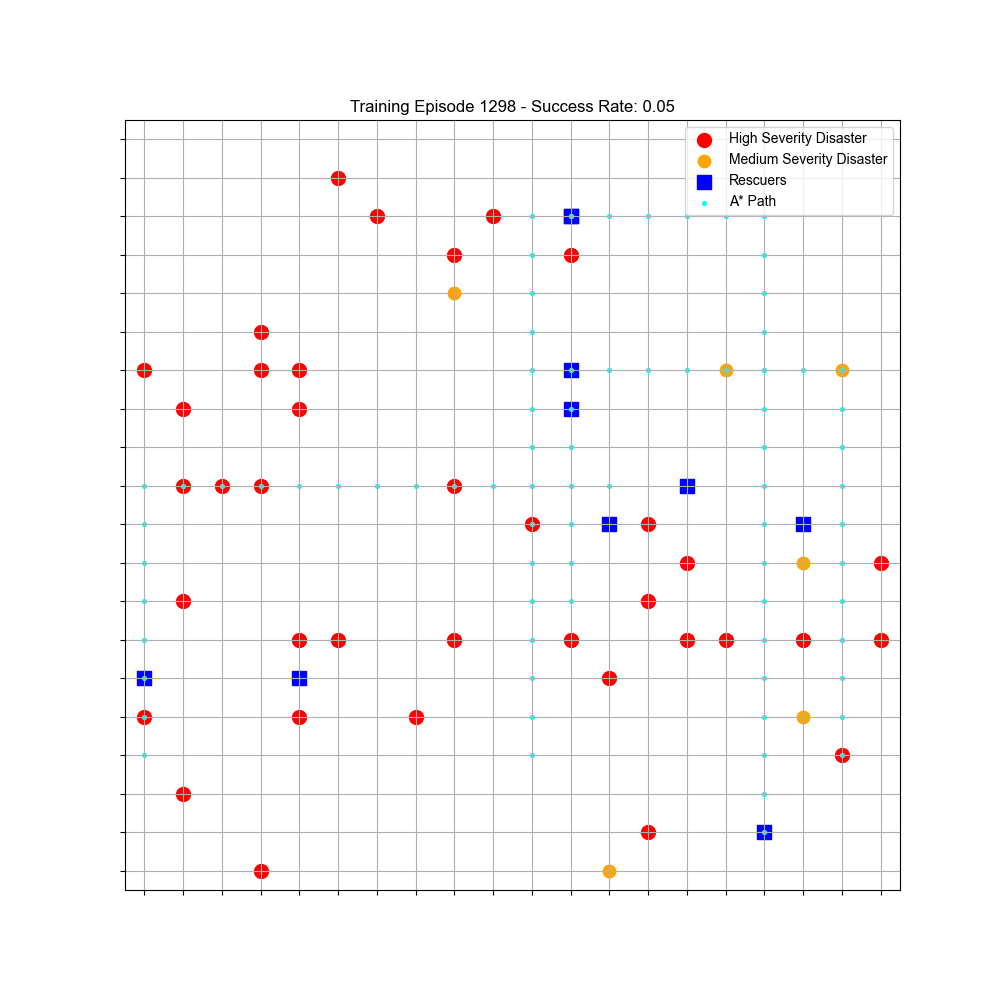 Training Episode 1298 - Success Rate: 0.05
High Severity Disaster
Medium Severity Disaster
Rescuers
A* Path